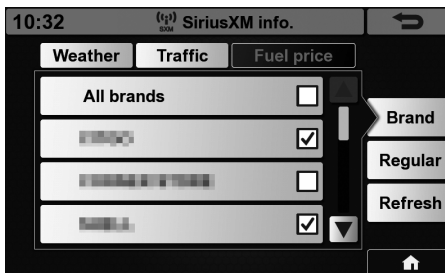 10:32 SXM SiriusXM info.
Weather Traffic Fuel price
All brands
Brand
Regular
Refresh